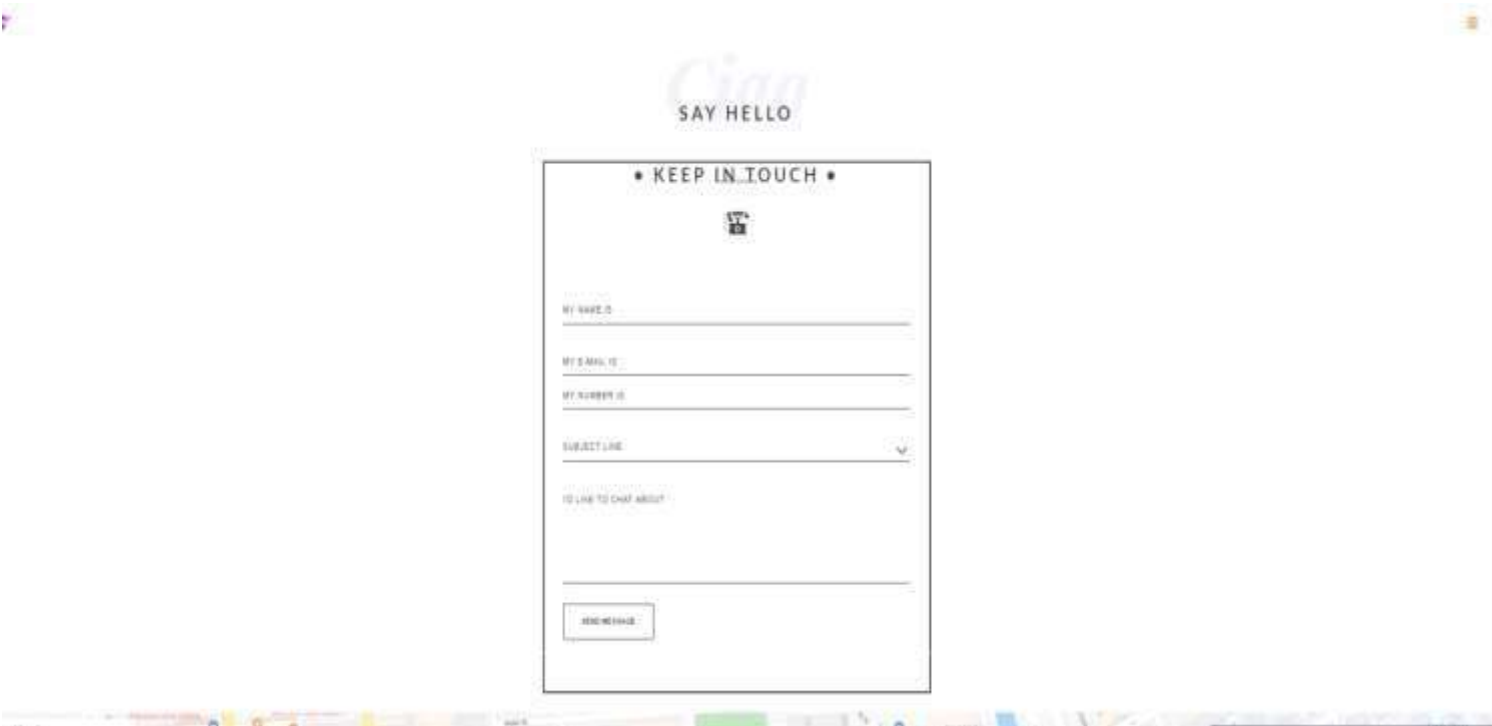 Ciao
SAY HELLO
• KEEP IN TOUCH •
MY NAME IS
MY E-MAIL IS
MY NUMBER IS
SUBJECT LINE
I'D LIKE TO CHAT ABOUT
SEND MESSAGE